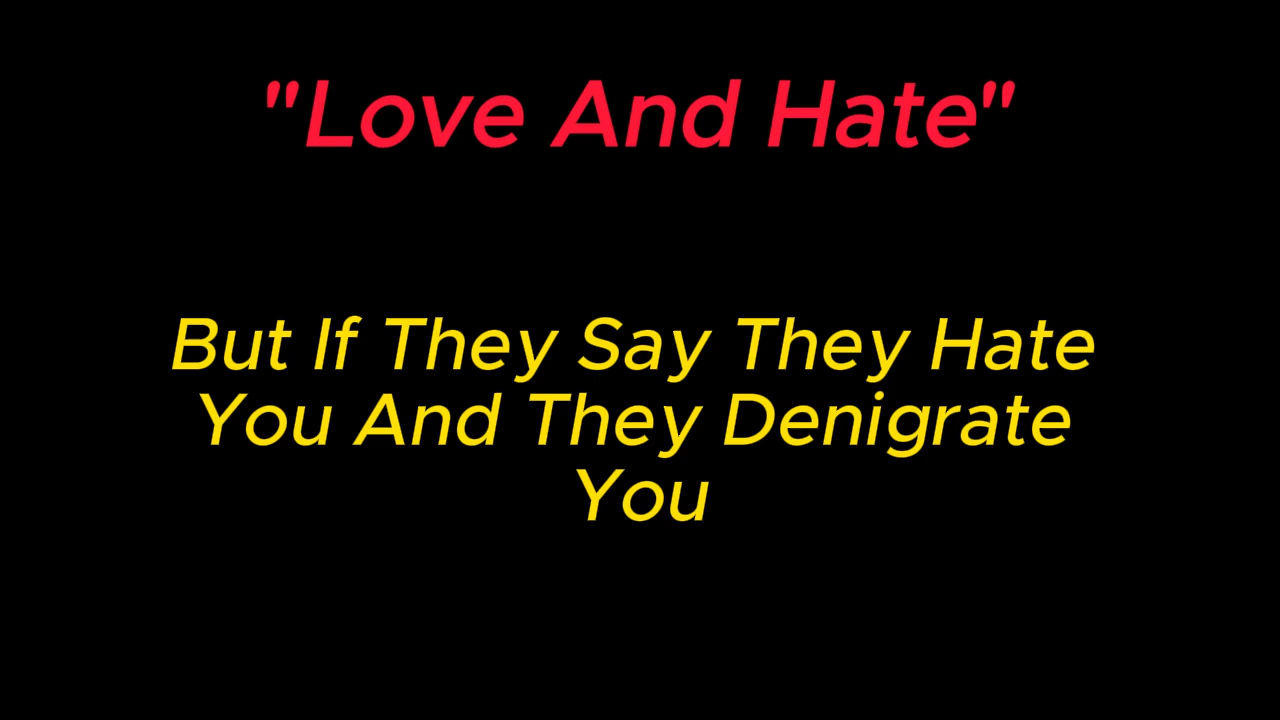 "Love And Hate"
But If They Say They Hate
You And They Denigrate
You